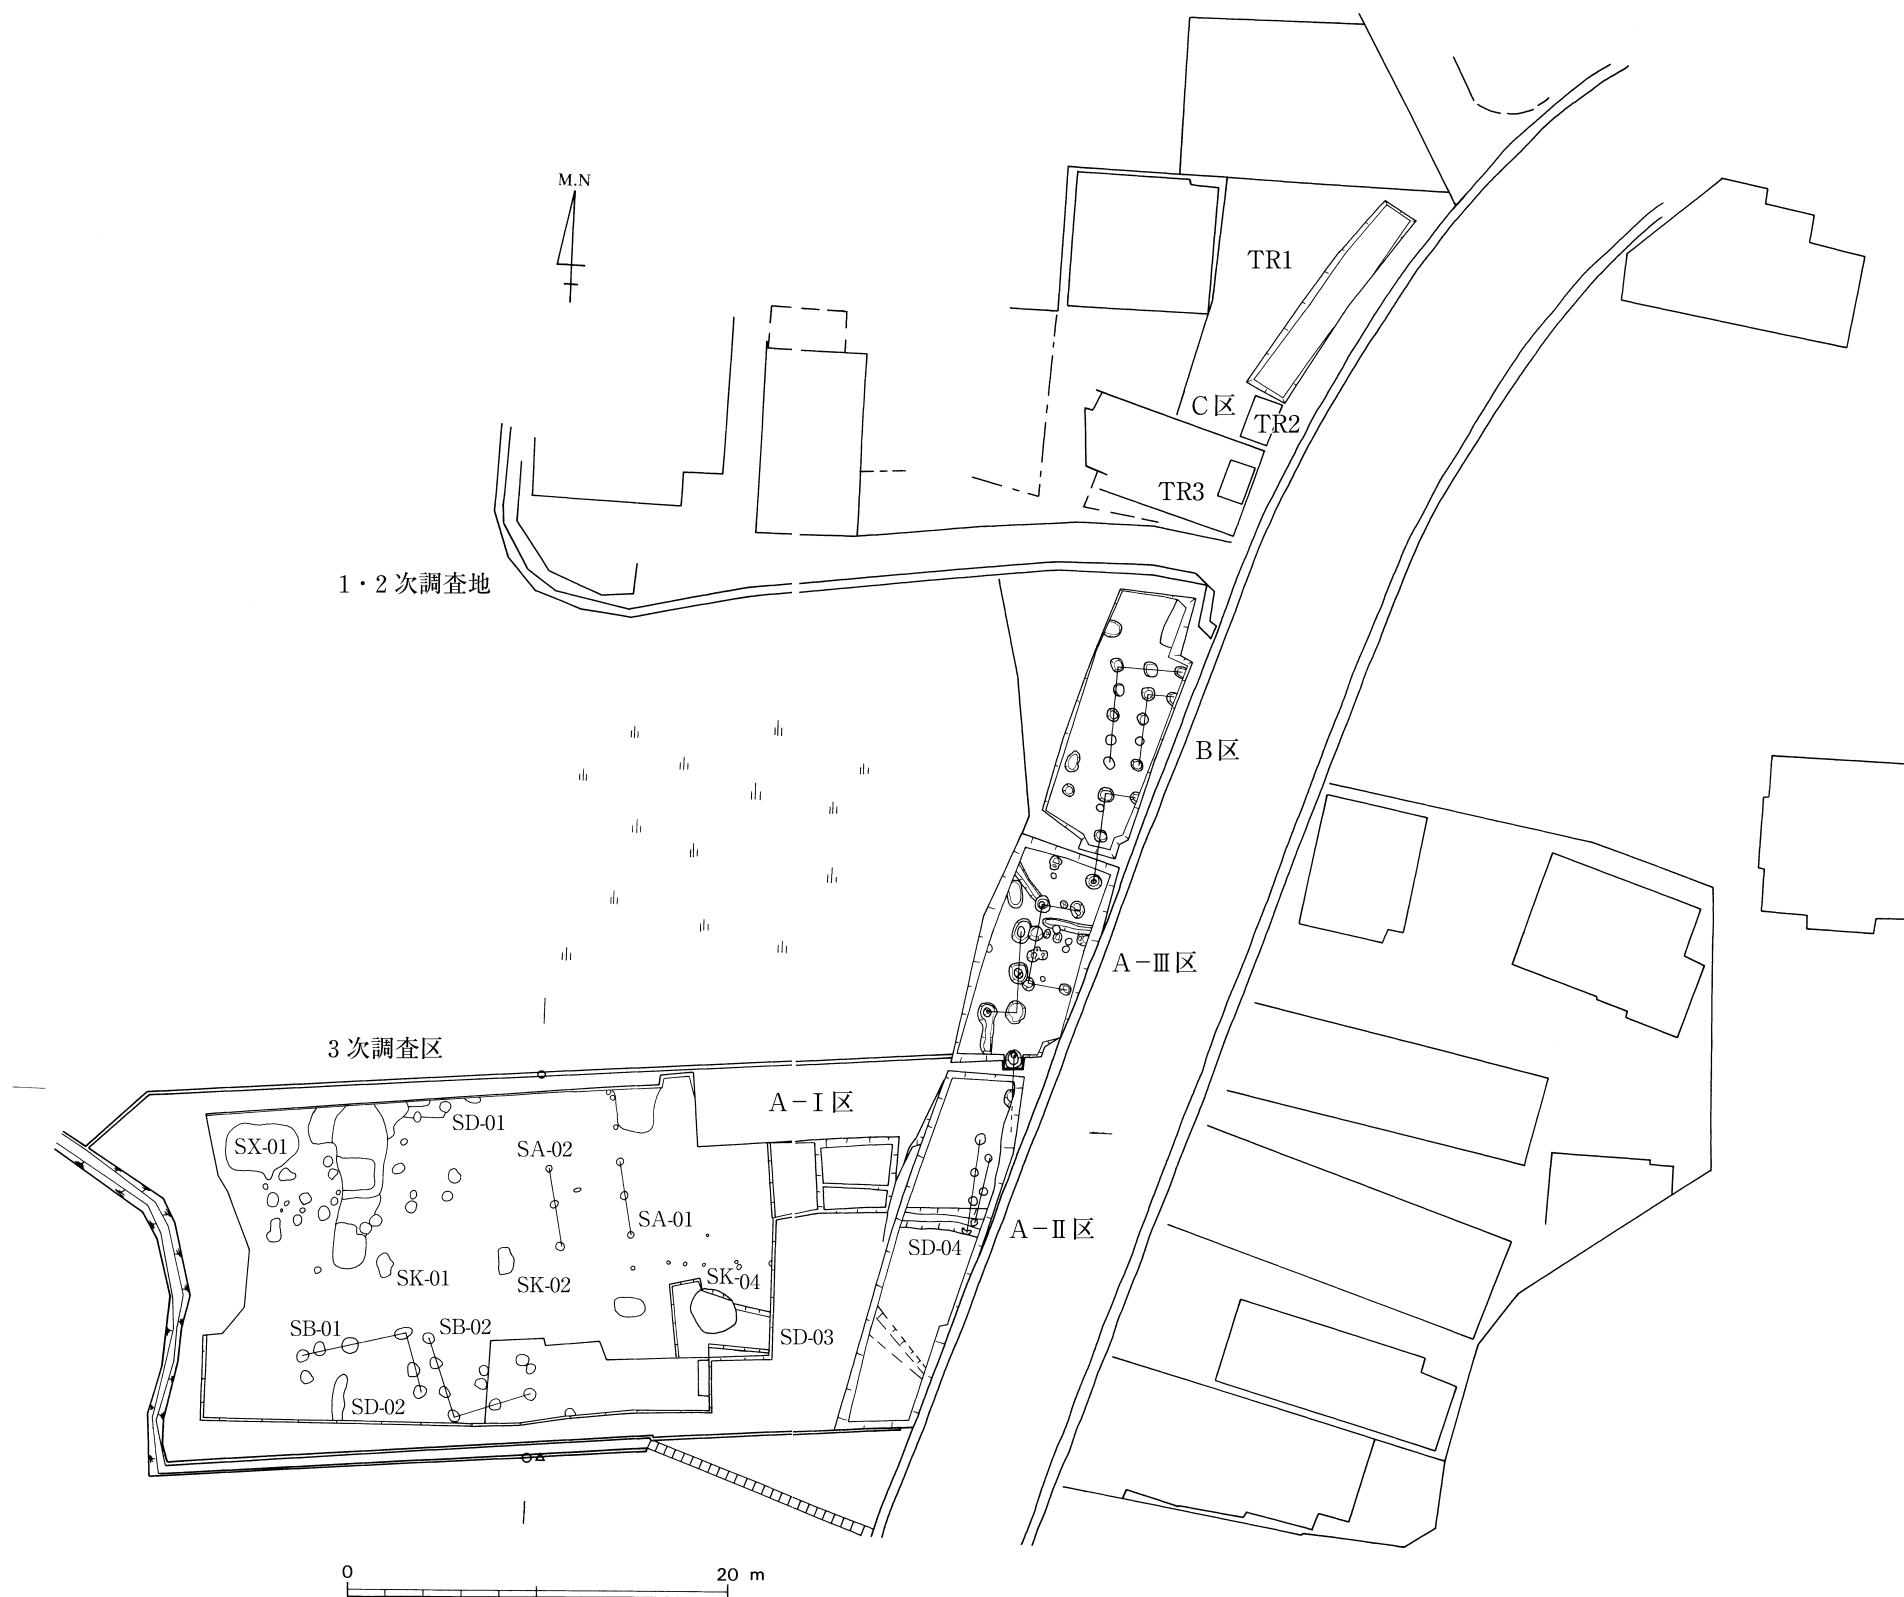 M.N
TR1
C区
TR2
TR3
1・2次調査地
B区
A-Ⅲ区
3次調査区
A-Ⅰ区
SD-01
SX-01
SA-02
SA-01
A-Ⅱ区
SD-04
SK-01
SK-02
SK-04
SB-01
SB-02
SD-03
SD-02
0
20 m